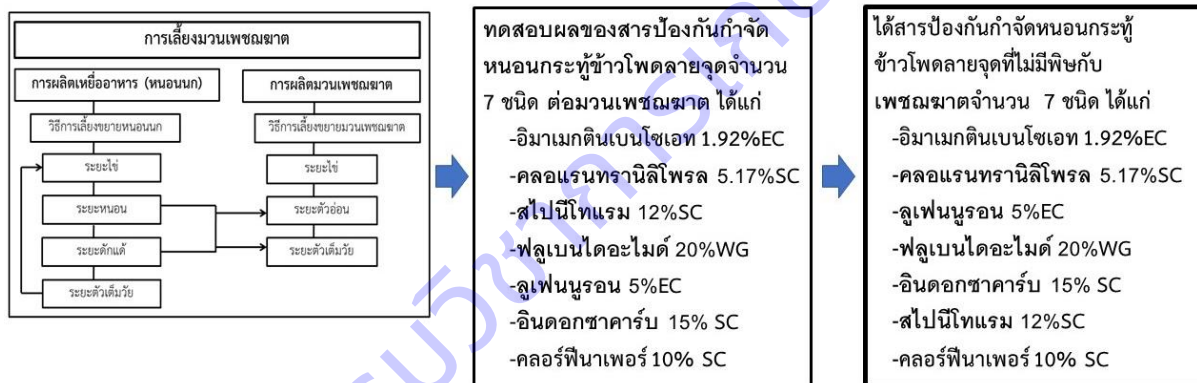 การเลี้ยงมวนเพชฌฆาต
การผลิตเหยื่ออาหาร (หนอนนก)
วิธีการเลี้ยงขยายหนอนนก
ระยะไข่
ระยะหนอน
ระยะดักแด้
ระยะตัวเต็มวัย
การผลิตมวนเพชฌฆาต
วิธีการเลี้ยงขยายมวนเพชฌฆาต
ระยะไข่
ระยะตัวอ่อน
ระยะตัวเต็มวัย
ทดสอบผลของสารป้องกันกำจัด
หนอนกระทู้ข้าวโพดลายจุดจำนวน
7 ชนิด ต่อมวนเพชฌฆาต ได้แก่
-อิมาเมกตินเบนโซเอท 1.92%EC
-คลอแรนทรานิลิโพรล 5.17%SC
-สไปนีโทแรม 12%SC
-ฟลูเบนไดอะไมด์ 20%WG
-ลูเฟนนูรอน 5%EC
-อินดอกซาคาร์บ 15% SC
-คลอร์ฟีนาเพอร์ 10% SC
ได้สารป้องกันกำจัดหนอนกระทู้
ข้าวโพดลายจุดที่ไม่มีพิษกับ
เพชฌฆาตจำนวน 7 ชนิด ได้แก่
-อิมาเมกตินเบนโซเอท 1.92%EC
-คลอแรนทรานิลิโพรล 5.17%SC
-ลูเฟนนูรอน 5%EC
-ฟลูเบนไดอะไมด์ 20%WG
-อินดอกซาคาร์บ 15% SC
-สไปนีโทแรม 12%SC
-คลอร์ฟีนาเพอร์ 10% SC